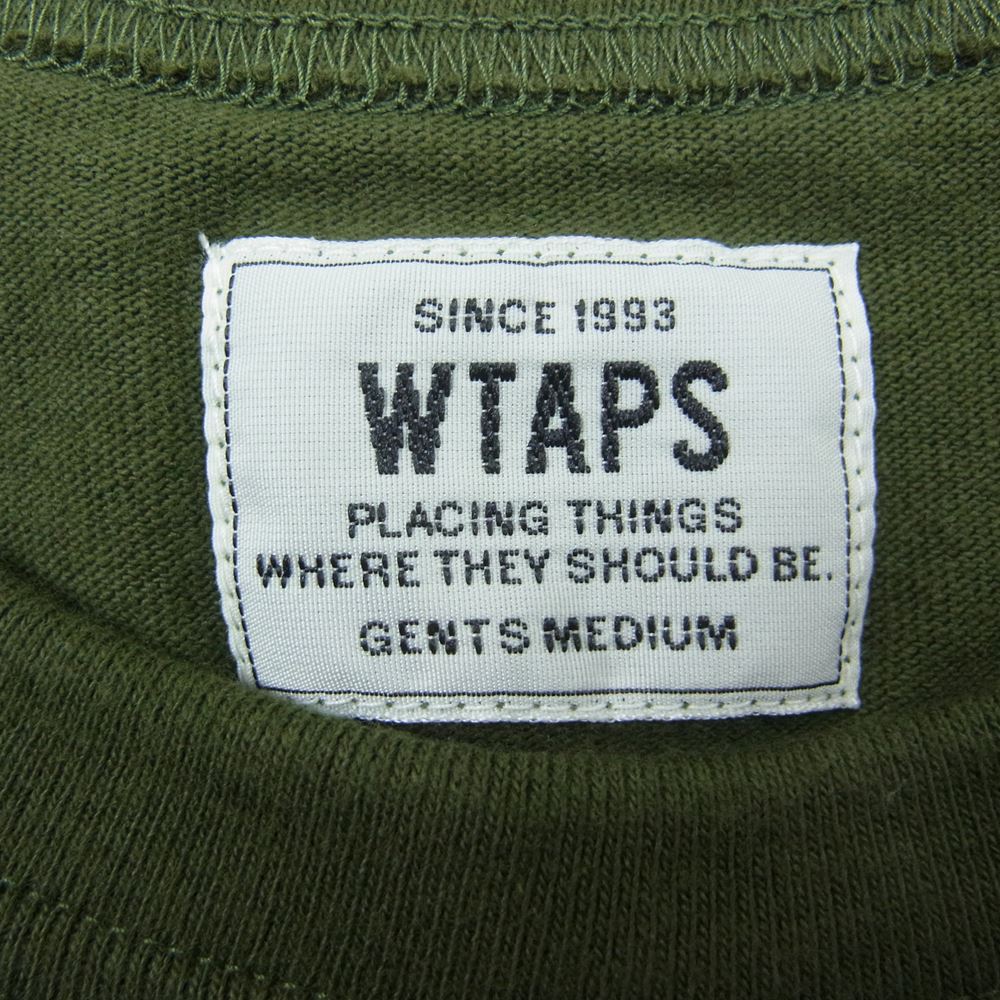 SINCE 1993
WTAPS
PLACING THINGS
WHERE THEY SHOULD BE.
GENTS MEDIUM